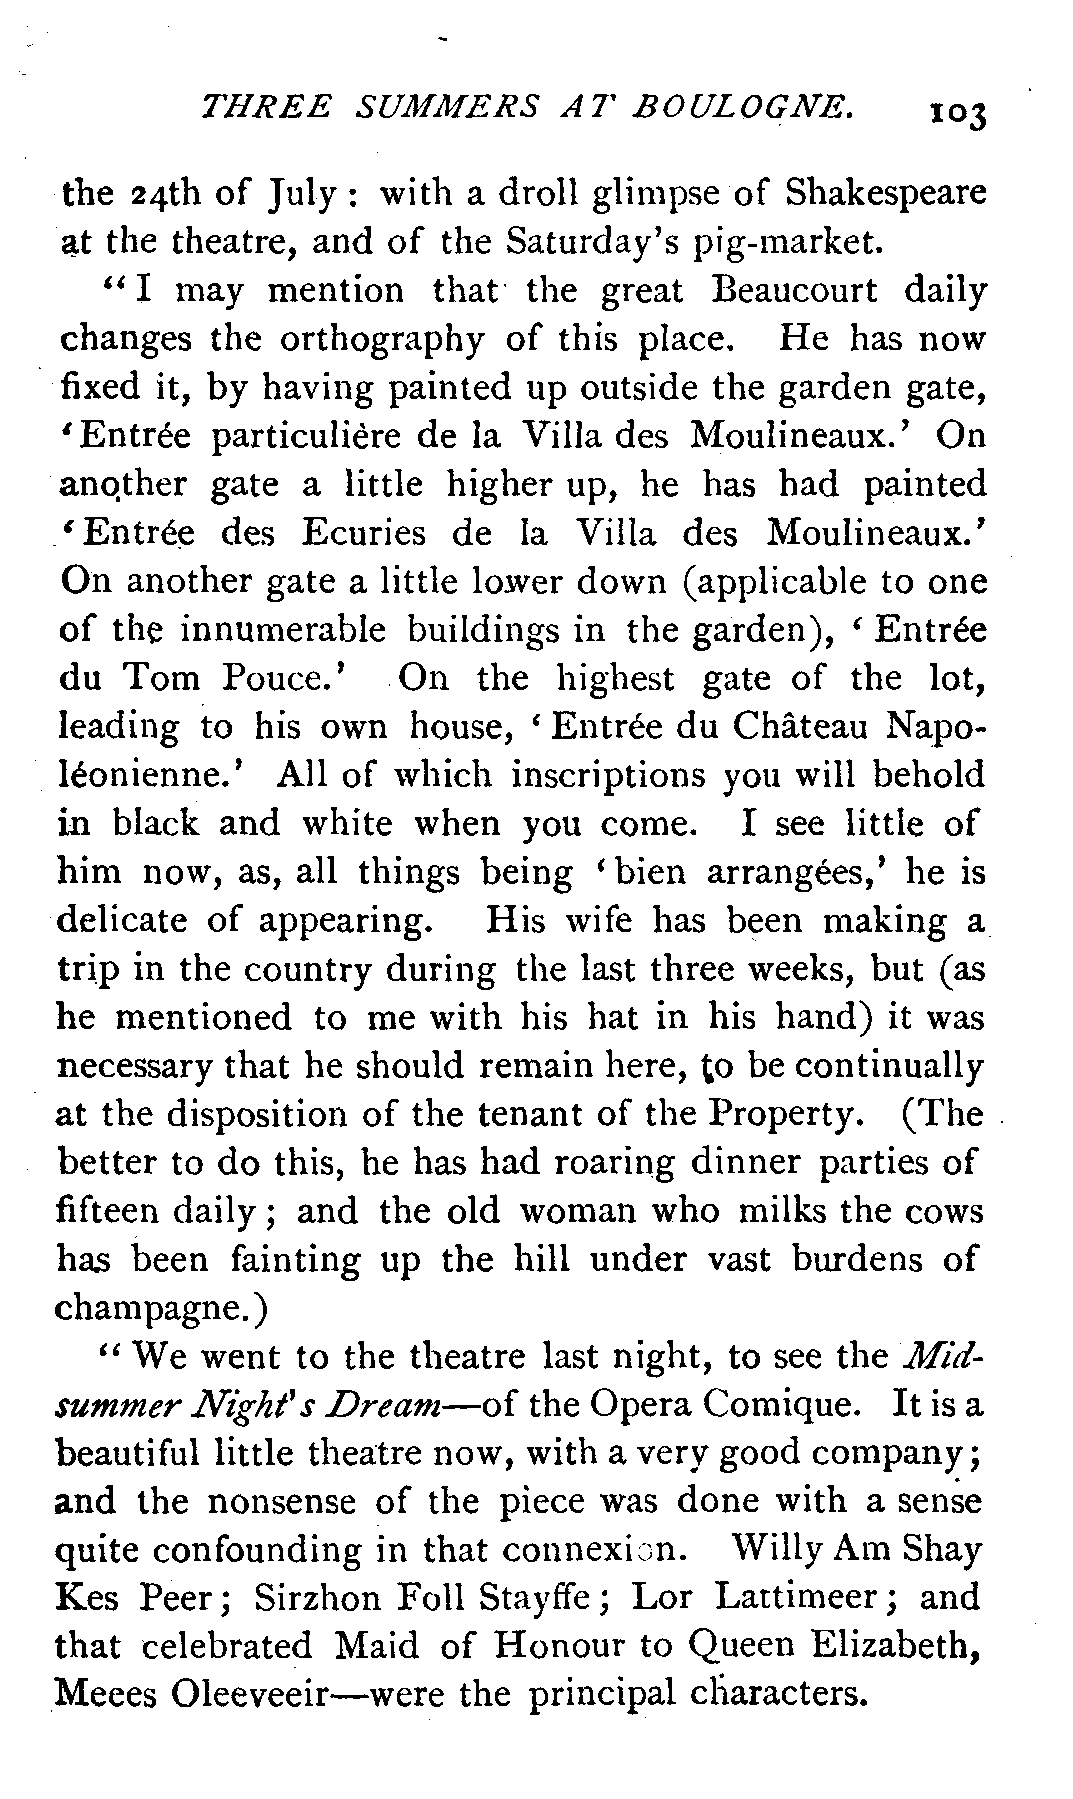 THREE SUMMERS AT BOULOGNE. 103
the 24th of July : with a droll glimpse of Shakespeare
at the theatre, and of the Saturday's pig-market.
“ I may mention that the great Beaucourt daily
changes the orthography of this place. He has now
fixed it, by having painted up outside the garden gate,
‘ Entrée particulière de la Villa des Moulineaux.’ On
another gate a little higher up, he has had painted
‘ Entrée des Ecuries de la Villa des Moulineaux.’
On another gate a little lower down (applicable to one
of the innumerable buildings in the garden), ‘ Entrée
du Tom Pouce.’ On the highest gate of the lot,
leading to his own house, ‘ Entrée du Château Napo-
léonienne.’ All of which inscriptions you will behold
in black and white when you come. I see little of
him now, as, all things being ‘ bien arrangées,’ he is
delicate of appearing. His wife has been making a
trip in the country during the last three weeks, but (as
he mentioned to me with his hat in his hand) it was
necessary that he should remain here, to be continually
at the disposition of the tenant of the Property. (The
better to do this, he has had roaring dinner parties of
fifteen daily ; and the old woman who milks the cows
has been fainting up the hill under vast burdens of
champagne.)
“ We went to the theatre last night, to see the Mid-
summer Night's Dream—of the Opera Comique. It is a
beautiful little theatre now, with a very good company ;
and the nonsense of the piece was done with a sense
quite confounding in that connexion. Willy Am Shay
Kes Peer ; Sirzhon Foll Stayffe ; Lor Lattimeer ; and
that celebrated Maid of Honour to Queen Elizabeth,
Meees Oleeveeir—were the principal characters.